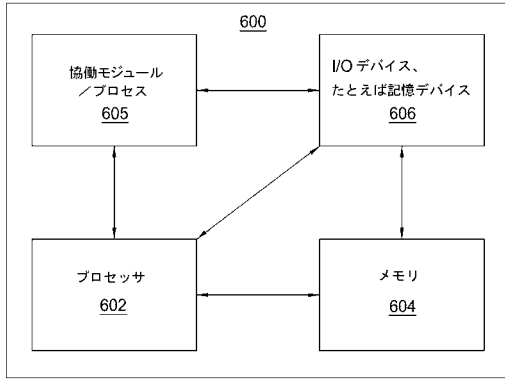 600
協働モジュール
／プロセス
605
I/O デバイス、
たとえば記憶デバイス
606
プロセッサ
602
メモリ
604